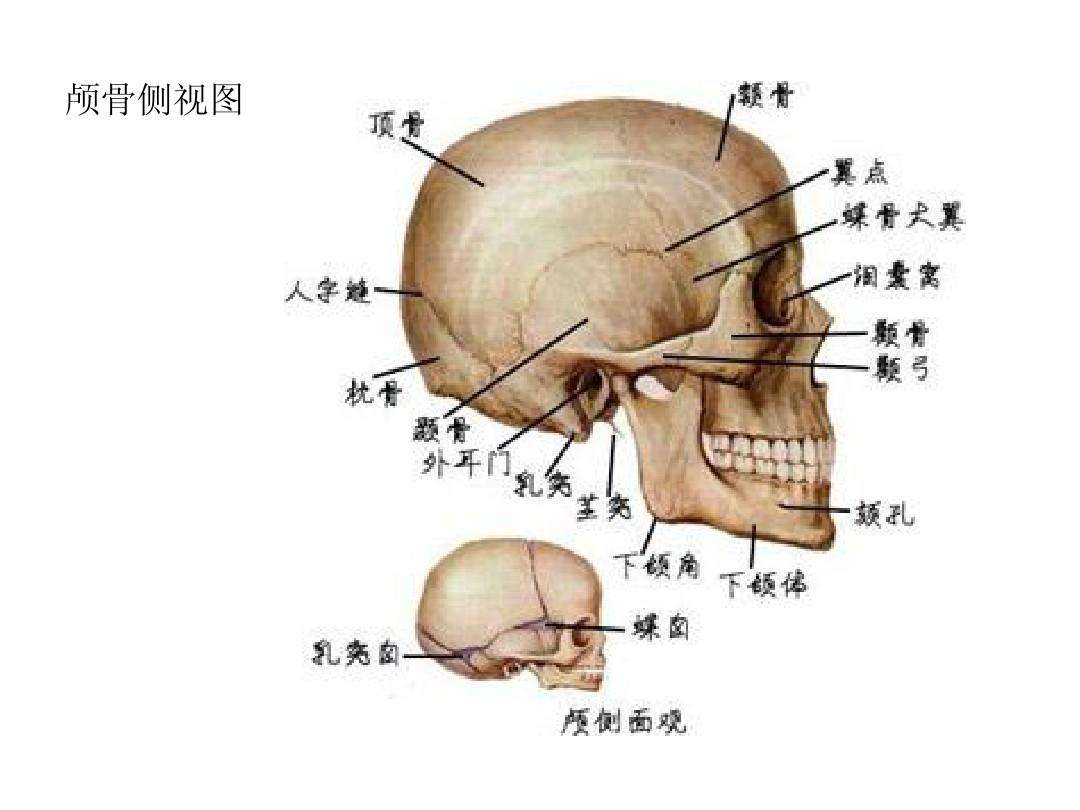 颅骨侧视图
额骨
顶骨
翼点
蝶骨大翼
泪囊窝
人字缝
颧骨
颧弓
枕骨
颞骨
外耳门
乳突
茎突
颏孔
下颌角
下颌体
蝶囟
乳突囟
颅侧面观